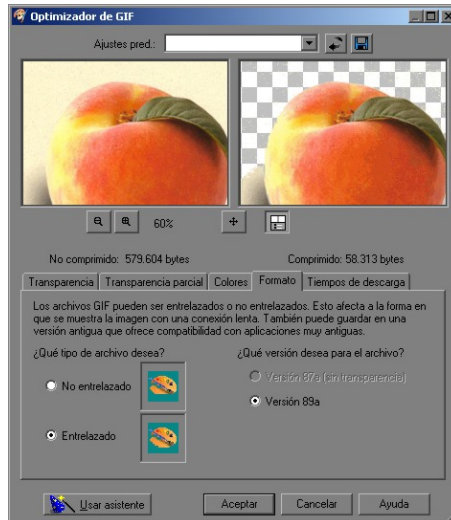 Optimizador de GIF
Ajustes pred.:
60%
No comprimido: 579.604 bytes
Comprimido: 58.313 bytes
Transparencia
Transparencia parcial
Colores
Formato
Tiempos de descarga
Los archivos GIF pueden ser entrelazados o no entrelazados. Esto afecta a la forma en
que se muestra la imagen con una conexión lenta. También puede guardar en una
versión antigua que ofrece compatibilidad con aplicaciones muy antiguas.
¿Qué tipo de archivo desea?
¿Qué versión desea para el archivo?
No entrelazado
Versión 87a (sin transparencia)
Versión 89a
Entrelazado
Usar asistente
Aceptar
Cancelar
Ayuda